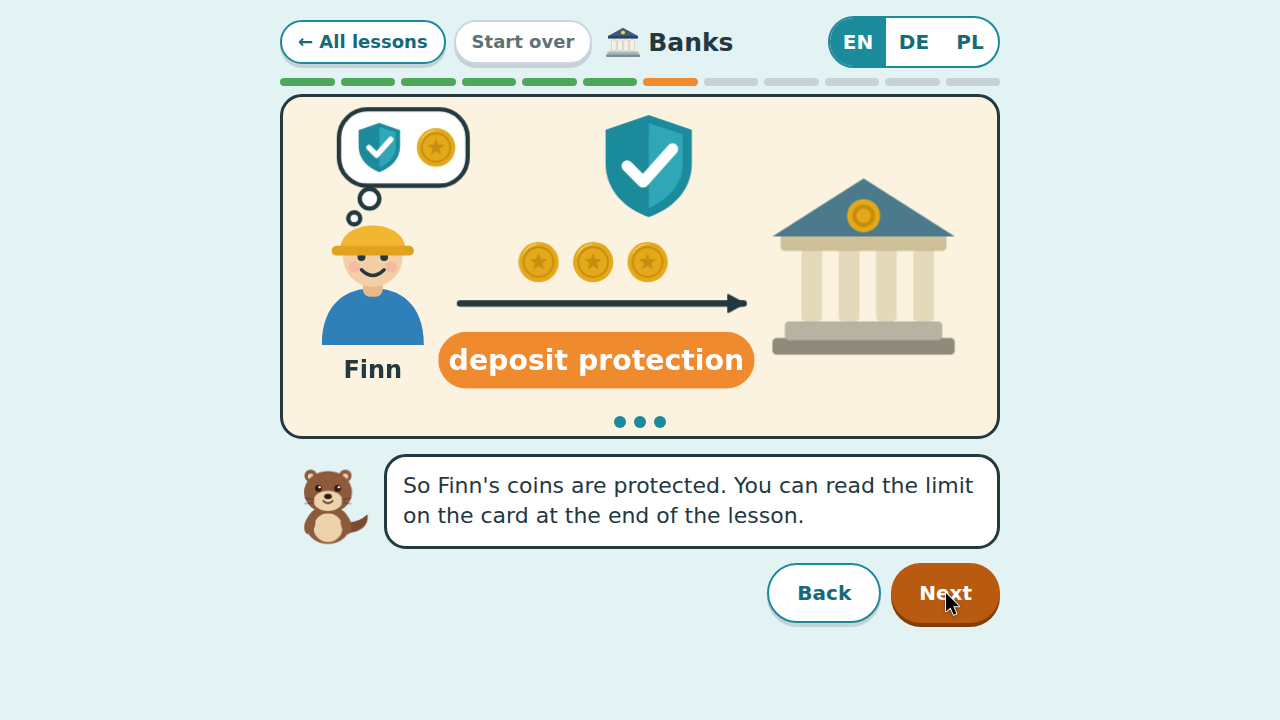 ← All lessons
Start over
Banks
EN DE PL
Finn
deposit protection
So Finn's coins are protected. You can read the limit
on the card at the end of the lesson.
Back
Next